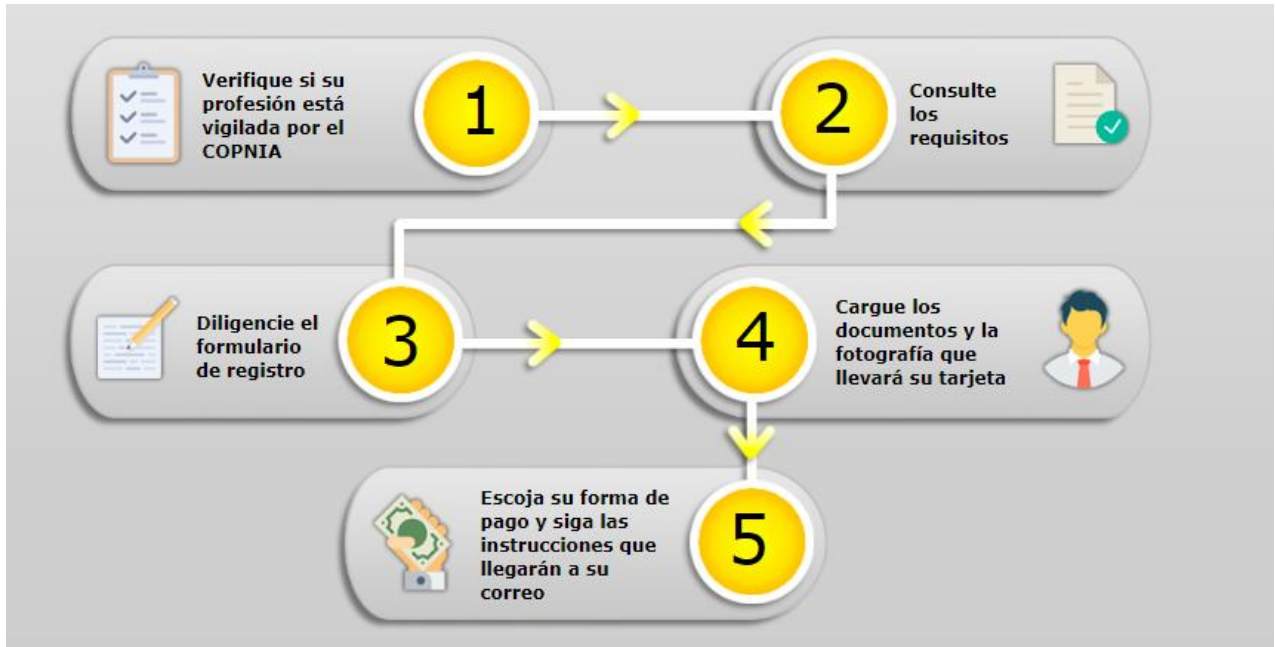 Verifique si su
profesión está
vigilada por el
COPNIA
1
2
Consulte
los
requisitos
Diligencie el
formulario
de registro
3
4
Cargue los
documentos y la
fotografía que
llevará su tarjeta
Escoja su forma de
pago y siga las
instrucciones que
llegarán a su
correo
5